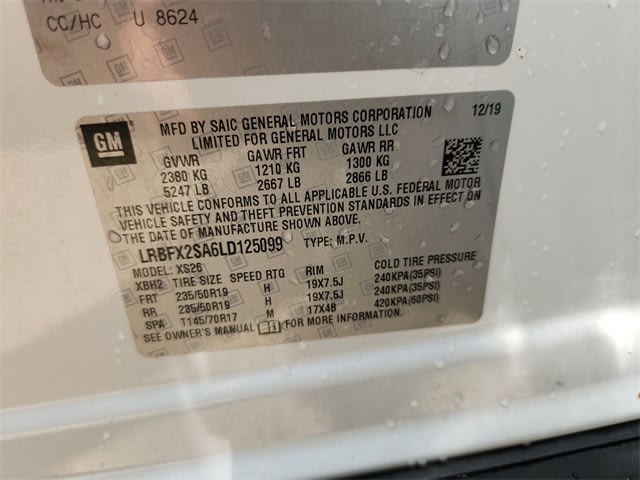 CC/HC U 8624
GM
MFD BY SAIC GENERAL MOTORS CORPORATION 12/19
LIMITED FOR GENERAL MOTORS LLC
GVWR GAWR FRT GAWR RR
2380 KG 1210 KG 1300 KG
5247 LB 2667 LB 2866 LB
THIS VEHICLE CONFORMS TO ALL APPLICABLE U.S. FEDERAL MOTOR
VEHICLE SAFETY AND THEFT PREVENTION STANDARDS IN EFFECT ON
THE DATE OF MANUFACTURE SHOWN ABOVE.
LRBFX2SA6LD125099 TYPE: M.P.V.
MODEL: XS26
XBH2 TIRE SIZE SPEED RTG RIM COLD TIRE PRESSURE
FRT 235/50R19 H 19X7.5J 240KPA(35PSI)
RR 235/50R19 H 19X7.5J 240KPA(35PSI)
SPA T145/70R17 M 17X4B 420KPA(60PSI)
SEE OWNER'S MANUAL FOR MORE INFORMATION.